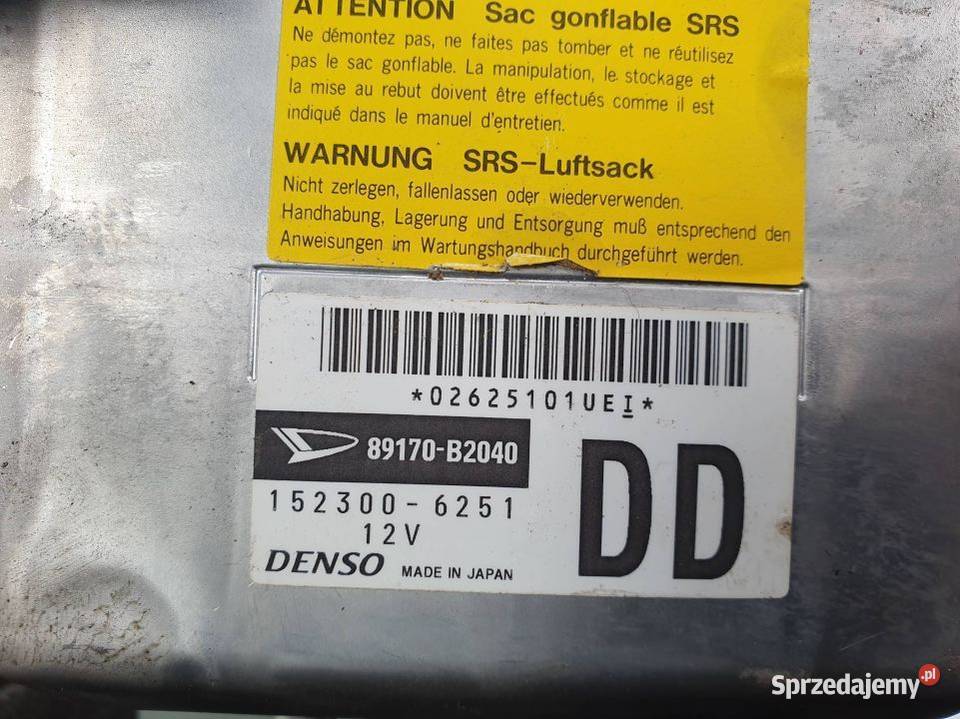 ATTENTION Sac gonflable SRS
Ne démontez pas, ne faites pas tomber et ne réutilisez
pas le sac gonflable. La manipulation, le stockage et
la mise au rebut doivent être effectués comme il est
indiqué dans le manuel d'entretien.
WARNUNG SRS-Luftsack
Nicht zerlegen, fallenlassen oder wiederverwenden.
Handhabung, Lagerung und Entsorgung muß entsprechend den
Anweisungen im Wartungshandbuch durchgeführt werden.
*02625101UEI*
89170-B2040
152300-6251
12V
DENSO MADE IN JAPAN
DD
Sprzedajemy.pl